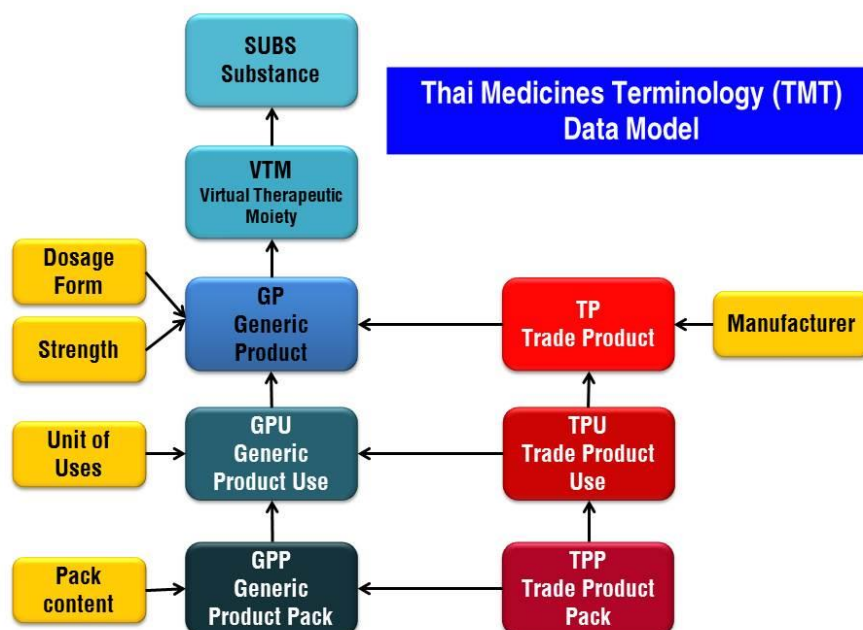 SUBS
Substance
Thai Medicines Terminology (TMT)
Data Model
VTM
Virtual Therapeutic
Moiety
Dosage
Form
Strength
GP
Generic
Product
TP
Trade Product
Manufacturer
Unit of
Uses
GPU
Generic
Product Use
TPU
Trade Product
Use
Pack
content
GPP
Generic
Product Pack
TPP
Trade Product
Pack